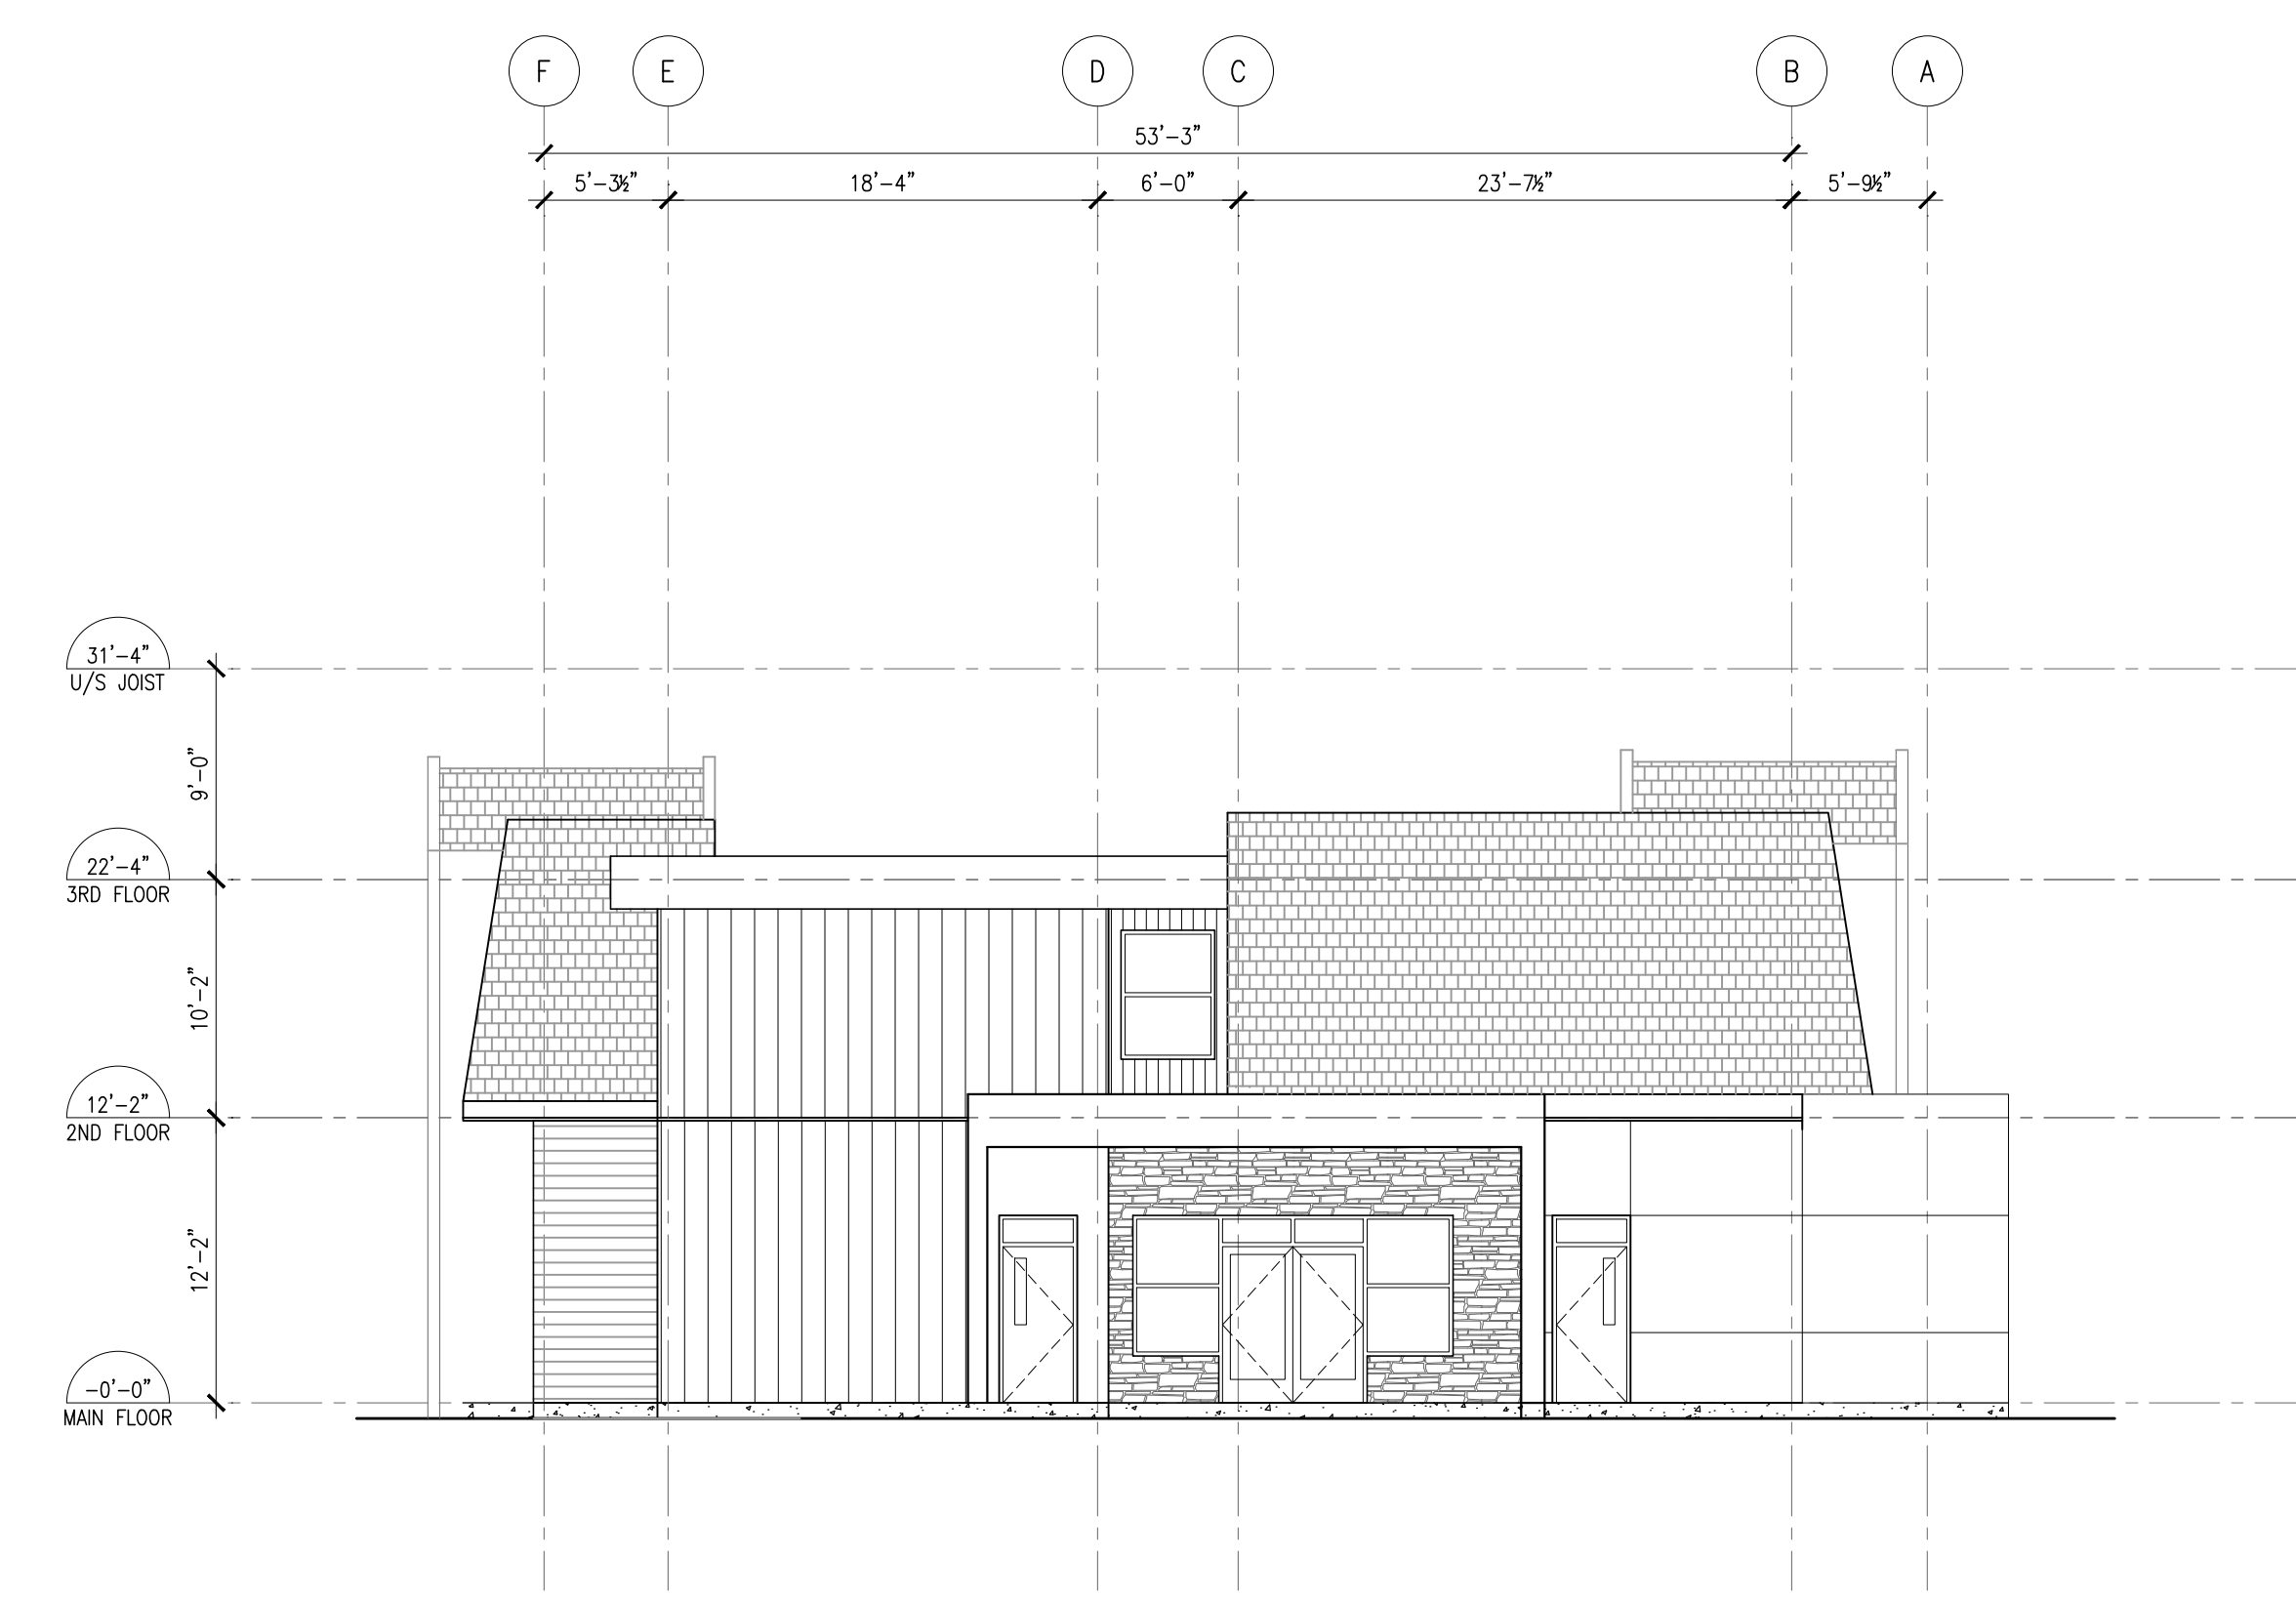 F E D C B A
53'-3"
5'-3½" 18'-4" 6'-0" 23'-7½" 5'-9½"
31'-4"
U/S JOIST
9'-0"
22'-4"
3RD FLOOR
10'-2"
12'-2"
2ND FLOOR
12'-2"
-0'-0"
MAIN FLOOR